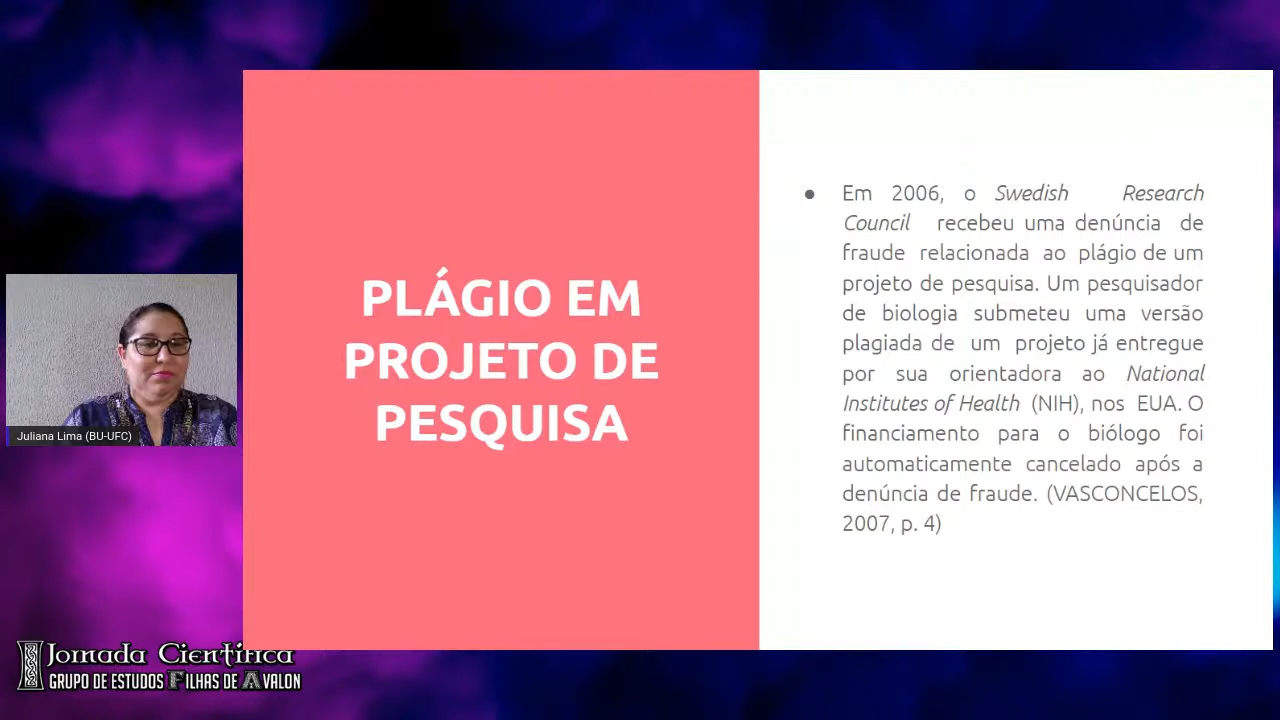 PLÁGIO EM
PROJETO DE
PESQUISA
● Em 2006, o Swedish Research
Council recebeu uma denúncia de
fraude relacionada ao plágio de um
projeto de pesquisa. Um pesquisador
de biologia submeteu uma versão
plagiada de um projeto já entregue
por sua orientadora ao National
Institutes of Health (NIH), nos EUA. O
financiamento para o biólogo foi
automaticamente cancelado após a
denúncia de fraude. (VASCONCELOS,
2007, p. 4)
Juliana Lima (BU-UFC)
I Jornada Científica
GRUPO DE ESTUDOS FILHAS DE AVALON